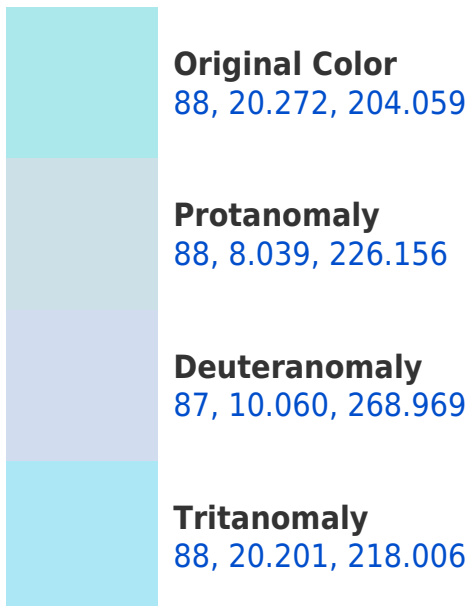 Original Color
88, 20.272, 204.059
Protanomaly
88, 8.039, 226.156
Deuteranomaly
87, 10.060, 268.969
Tritanomaly
88, 20.201, 218.006